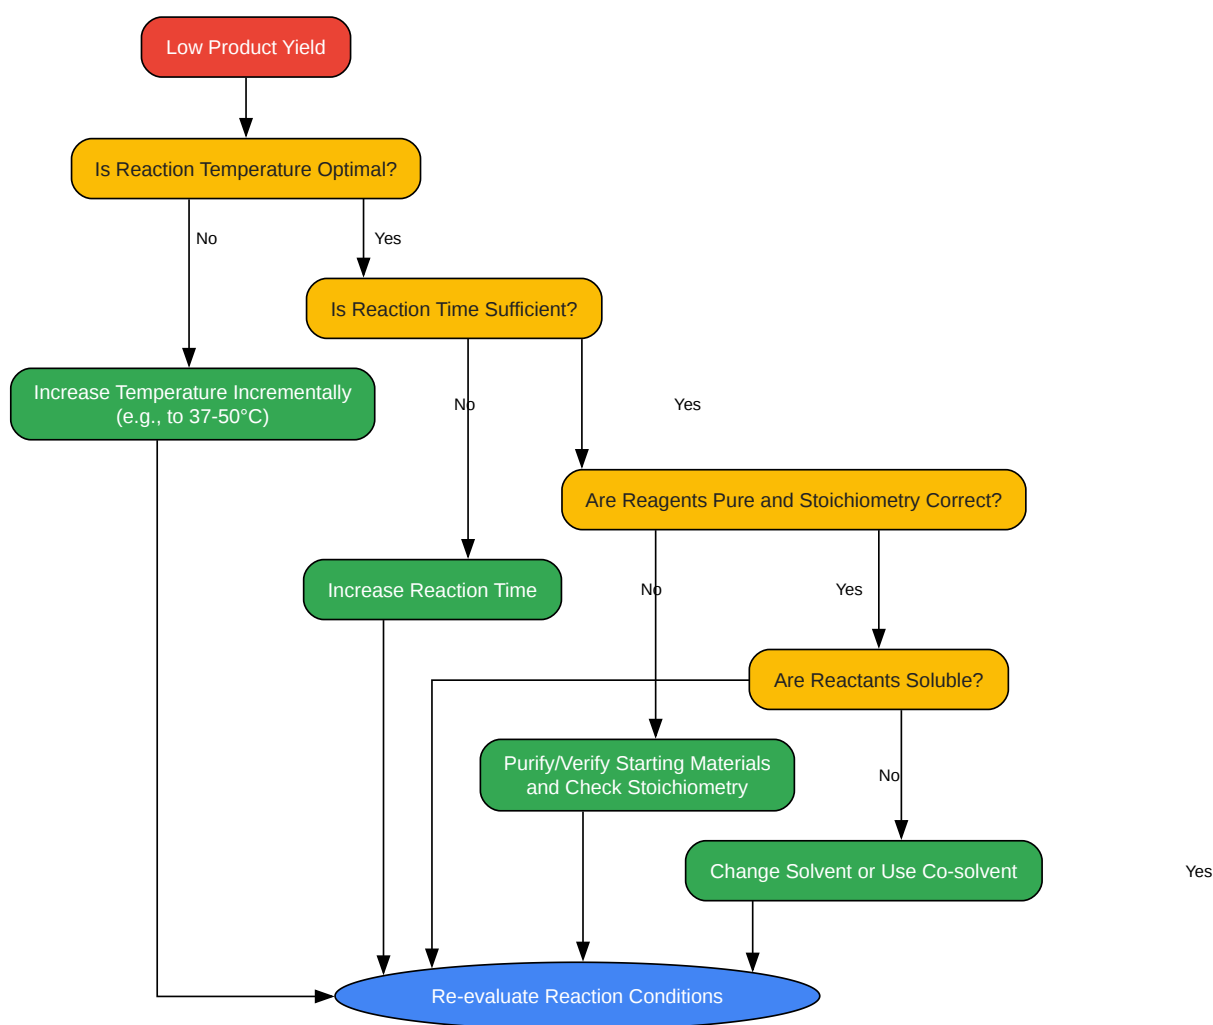 Low Product Yield
Is Reaction Temperature Optimal?
No
Yes
Is Reaction Time Sufficient?
Increase Temperature Incrementally
(e.g., to 37-50°C)
No
Yes
Are Reagents Pure and Stoichiometry Correct?
Increase Reaction Time
No
Yes
Are Reactants Soluble?
Purify/Verify Starting Materials
and Check Stoichiometry
No
Change Solvent or Use Co-solvent
Yes
Re-evaluate Reaction Conditions